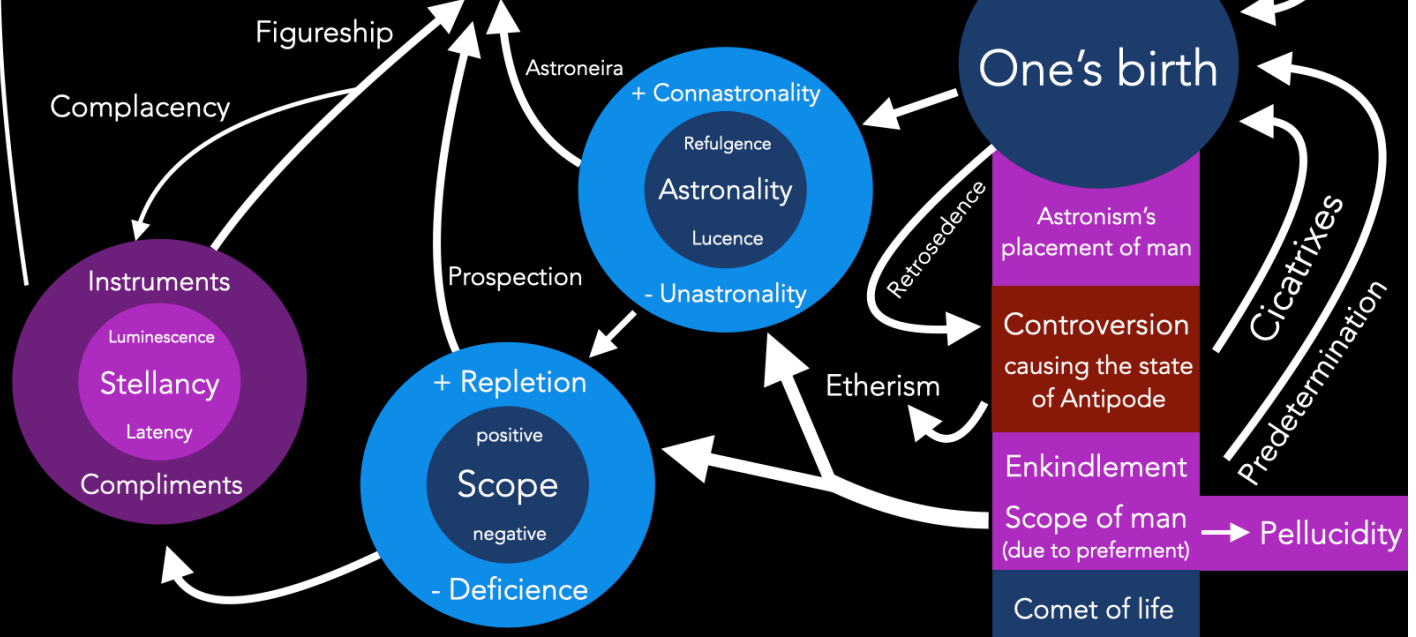 Figureship
Complacency
Astroneira
+ Connastronality
Refulgence
Astronality
Lucence
- Unastronality
One's birth
Retrosedence
Astronism's
placement of man
Cicatrixes
Predetermination
Controversion
causing the state
of Antipode
Etherism
Enkindlement
Scope of man
(due to preferment)
Pellucidity
Comet of life
Prospection
+ Repletion
positive
Scope
negative
- Deficience
Instruments
Luminescence
Stellancy
Latency
Compliments